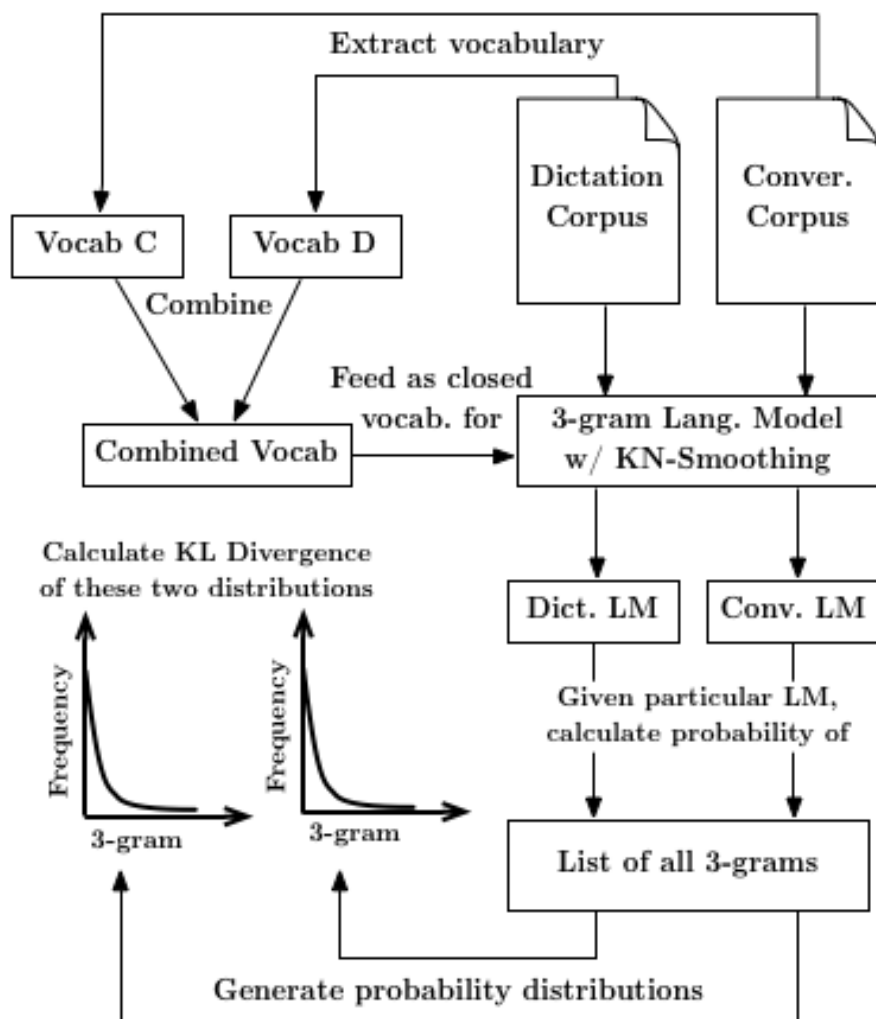 Extract vocabulary
Dictation
Corpus
Conver.
Corpus
Vocab C
Vocab D
Combine
Feed as closed
vocab. for
Combined Vocab
3-gram Lang. Model
w/ KN-Smoothing
Calculate KL Divergence
of these two distributions
Dict. LM
Conv. LM
Frequency
3-gram
Frequency
3-gram
Given particular LM,
calculate probability of
List of all 3-grams
Generate probability distributions